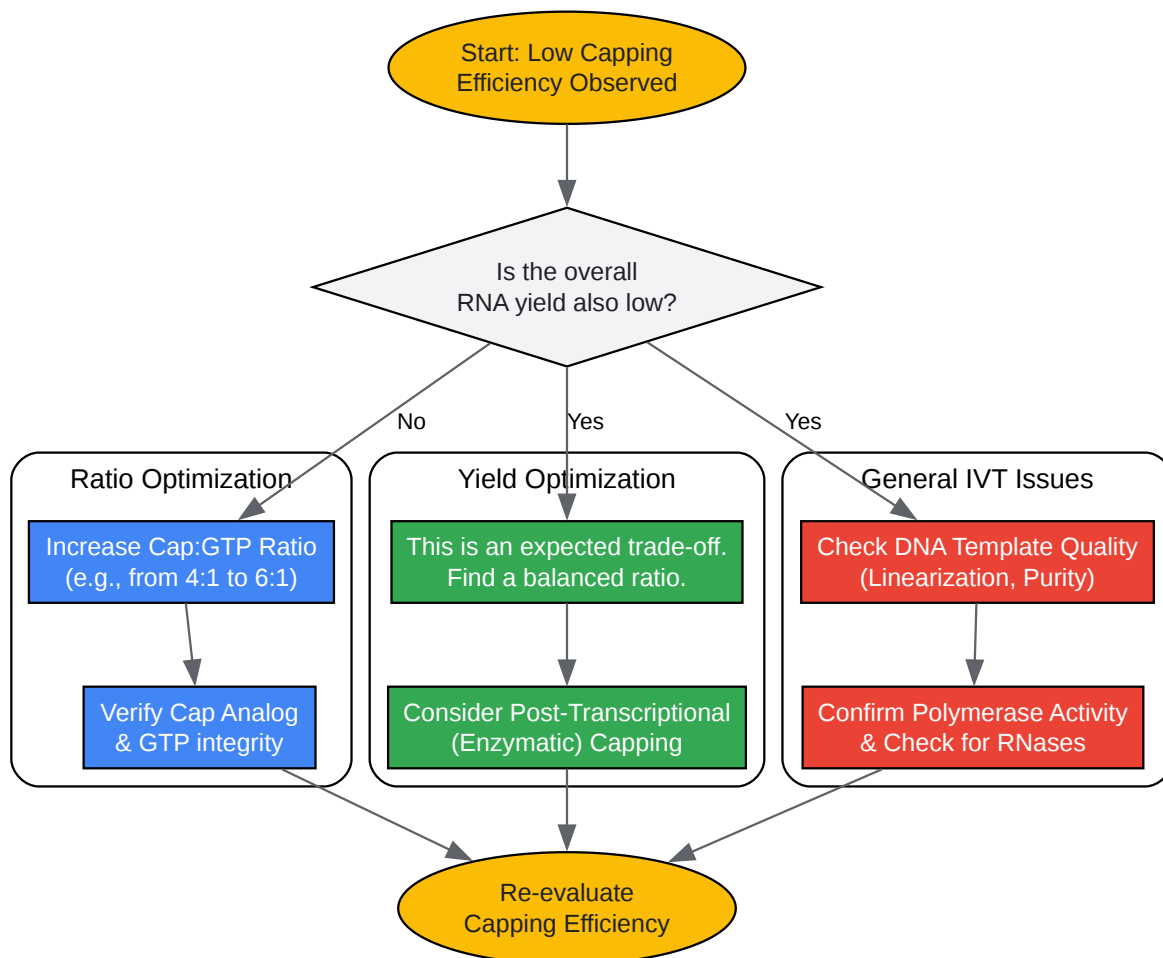 Start: Low Capping
Efficiency Observed
Is the overall
RNA yield also low?
No
Yes
Yes
Ratio Optimization
Increase Cap:GTP Ratio
(e.g., from 4:1 to 6:1)
Verify Cap Analog
& GTP integrity
Yield Optimization
This is an expected trade-off.
Find a balanced ratio.
Consider Post-Transcriptional
(Enzymatic) Capping
General IVT Issues
Check DNA Template Quality
(Linearization, Purity)
Confirm Polymerase Activity
& Check for RNases
Re-evaluate
Capping Efficiency